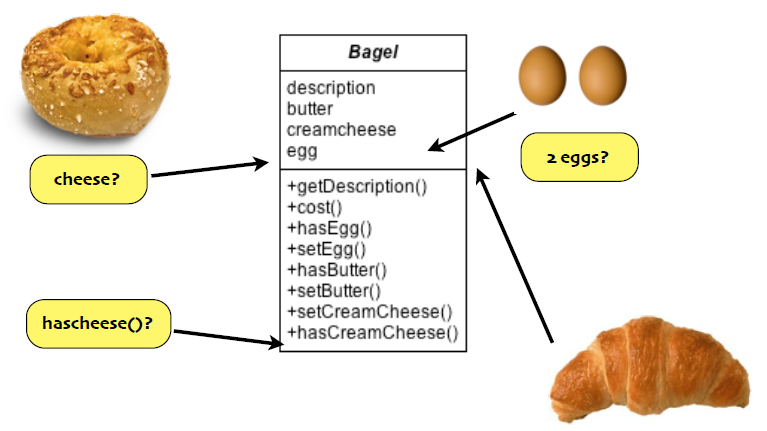 Bagel
description
butter
creamcheese
egg
+getDescription()
+cost()
+hasEgg()
+setEgg()
+hasButter()
+setButter()
+setCreamCheese()
+hasCreamCheese()
cheese?
hascheese()?
2 eggs?